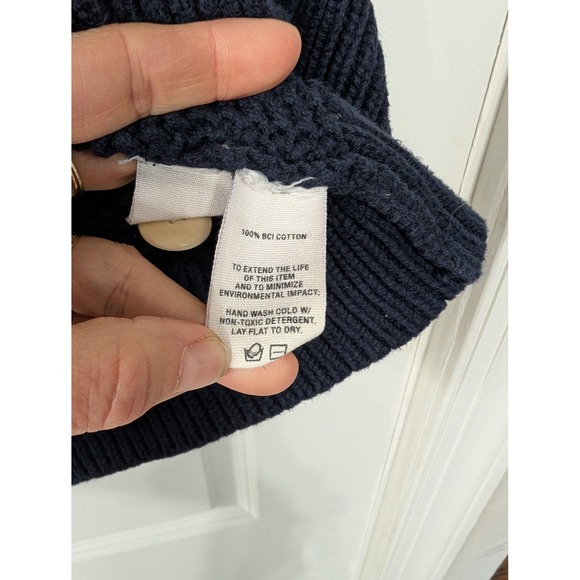 100% BCI COTTON
TO EXTEND THE LIFE
OF THIS ITEM
AND TO MINIMIZE
ENVIRONMENTAL IMPACT:
HAND WASH COLD W/
NON-TOXIC DETERGENT.
LAY FLAT TO DRY.